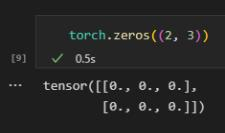 torch.zeros((2, 3))
[9]
0.5s
tensor([[0., 0., 0.],
[0., 0., 0.]])